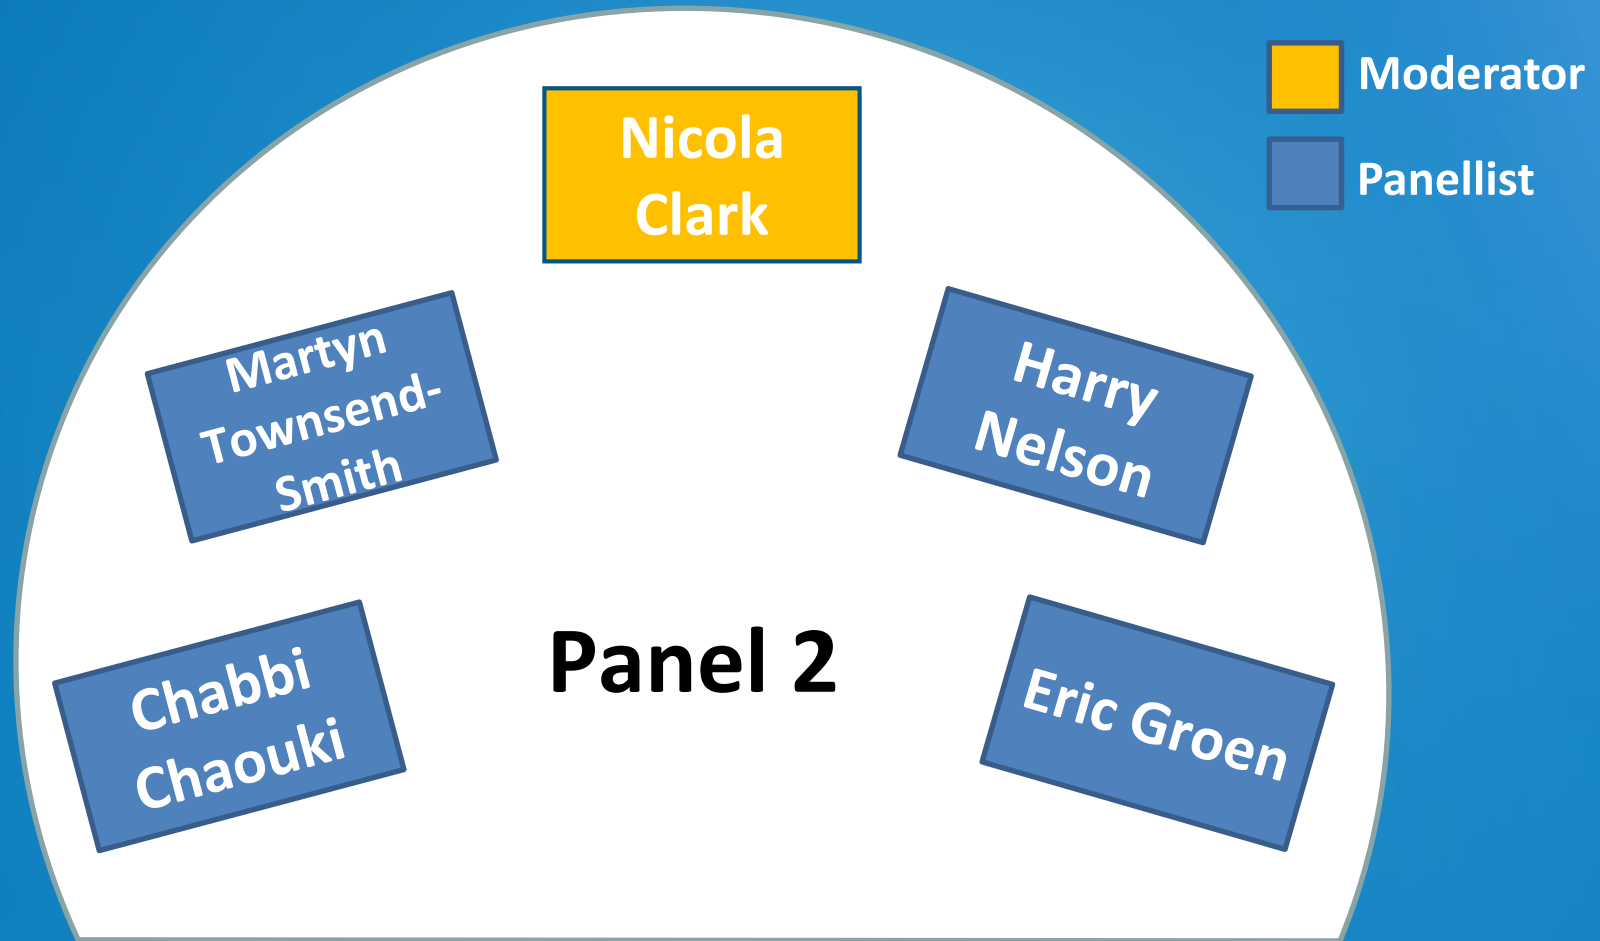 Moderator
Panellist
Nicola
Clark
Martyn
Townsend-
Smith
Harry
Nelson
Chabbi
Chaouki
Panel 2
Eric Groen